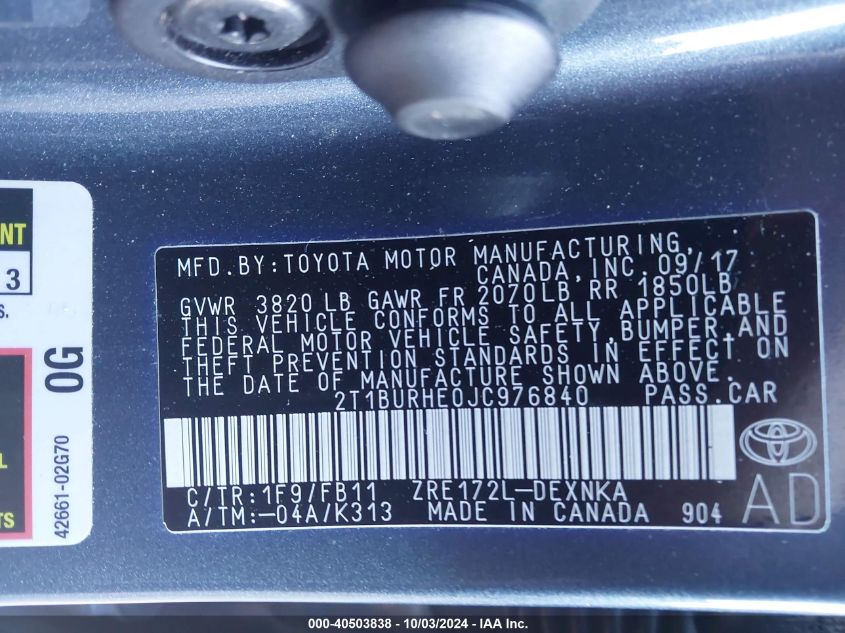 NT
13
S.
0G
L
TS
42661-02G70
MFD.BY:TOYOTA MOTOR MANUFACTURING,
CANADA,INC. 09/17
GVWR 3820 LB GAWR FR 2070LB RR 1850LB
THIS VEHICLE CONFORMS TO ALL APPLICABLE
FEDERAL MOTOR VEHICLE SAFETY,BUMPER,AND
THEFT PREVENTION STANDARDS IN EFFECT ON
THE DATE OF MANUFACTURE SHOWN ABOVE.
2T1BURHE0JC976840 PASS.CAR
C/TR:1F9/FB11 ZRE172L-DEXNKA
A/TM:-04A/K313 MADE IN CANADA 904
AD
000-40503838 - 10/03/2024 - IAA Inc.